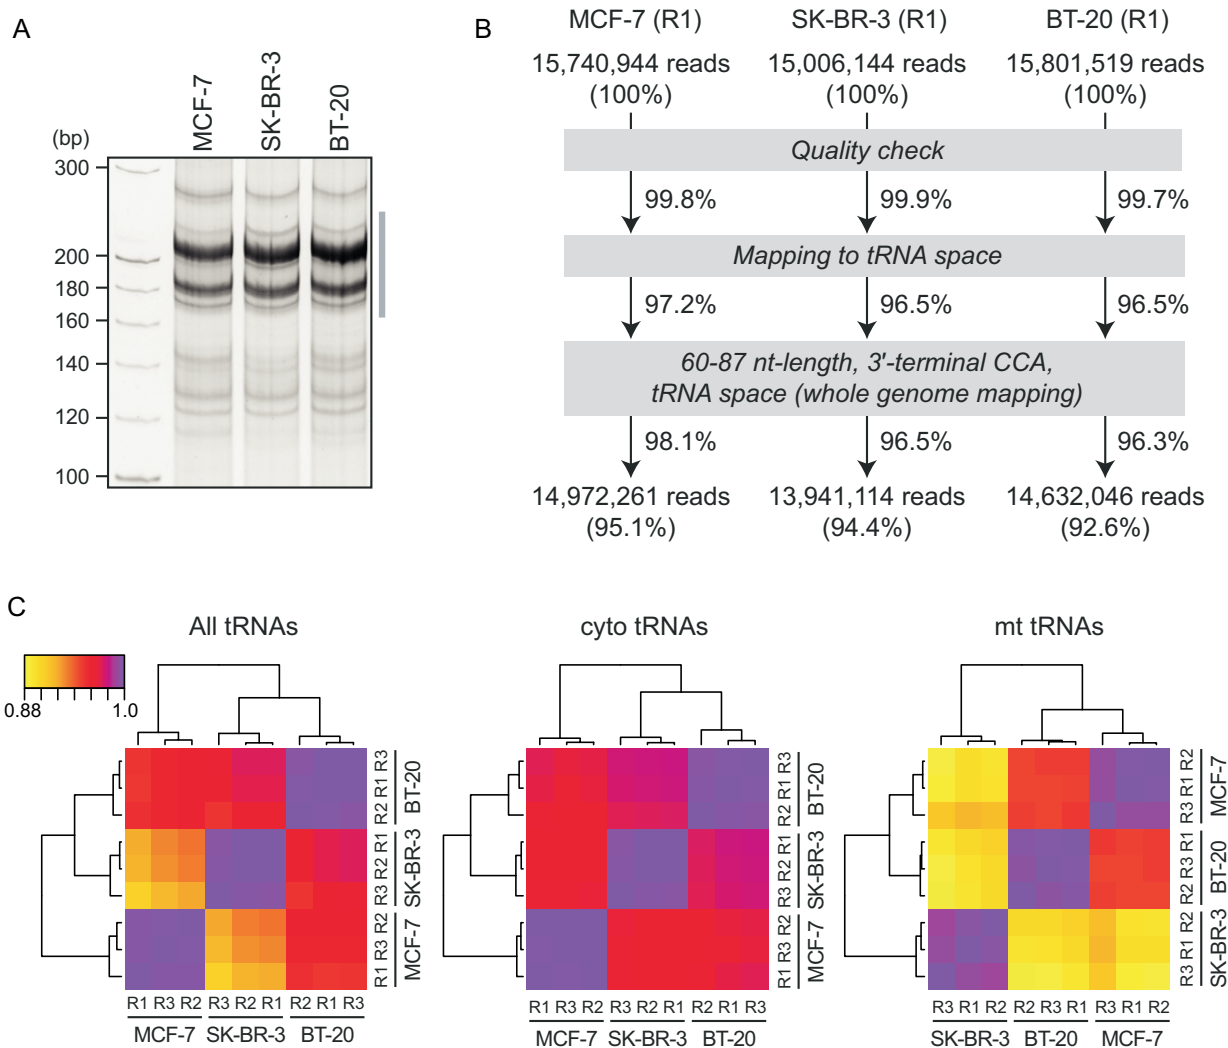 A
MCF-7
SK-BR-3
BT-20
(bp)
300
200
180
160
140
120
100
B
MCF-7 (R1) SK-BR-3 (R1) BT-20 (R1)
15,740,944 reads 15,006,144 reads 15,801,519 reads
(100%) (100%) (100%)
Quality check
99.8% 99.9% 99.7%
Mapping to tRNA space
97.2% 96.5% 96.5%
60-87 nt-length, 3'-terminal CCA,
tRNA space (whole genome mapping)
98.1% 96.5% 96.3%
14,972,261 reads 13,941,114 reads 14,632,046 reads
(95.1%) (94.4%) (92.6%)
C
All tRNAs
0.88 1.0
R2 R1 R3
BT-20
R3 R2 R1
SK-BR-3
R1 R3 R2
MCF-7
R1 R3 R2 R3 R2 R1 R2 R1 R3
MCF-7 SK-BR-3 BT-20
cyto tRNAs
R2 R1 R3
BT-20
R3 R2 R1
SK-BR-3
R1 R3 R2
MCF-7
R1 R3 R2 R3 R2 R1 R2 R1 R3
MCF-7 SK-BR-3 BT-20
mt tRNAs
R3 R1 R2
MCF-7
R2 R3 R1
BT-20
R3 R1 R2
SK-BR-3
R3 R1 R2 R2 R3 R1 R3 R1 R2
SK-BR-3 BT-20 MCF-7